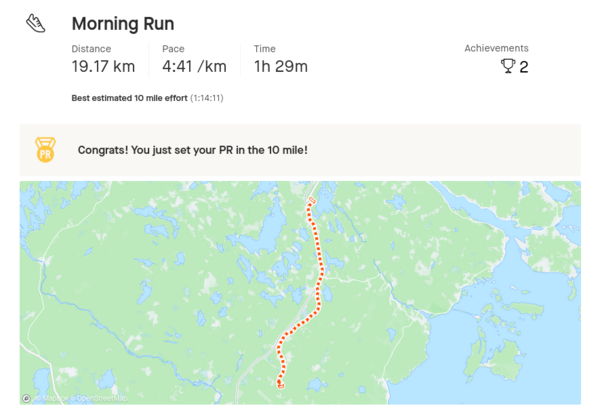 Morning Run
Distance Pace Time Achievements
19.17 km 4:41 /km 1h 29m 2
Best estimated 10 mile effort (1:14:11)
PR Congrats! You just set your PR in the 10 mile!
© Mapbox © OpenStreetMap